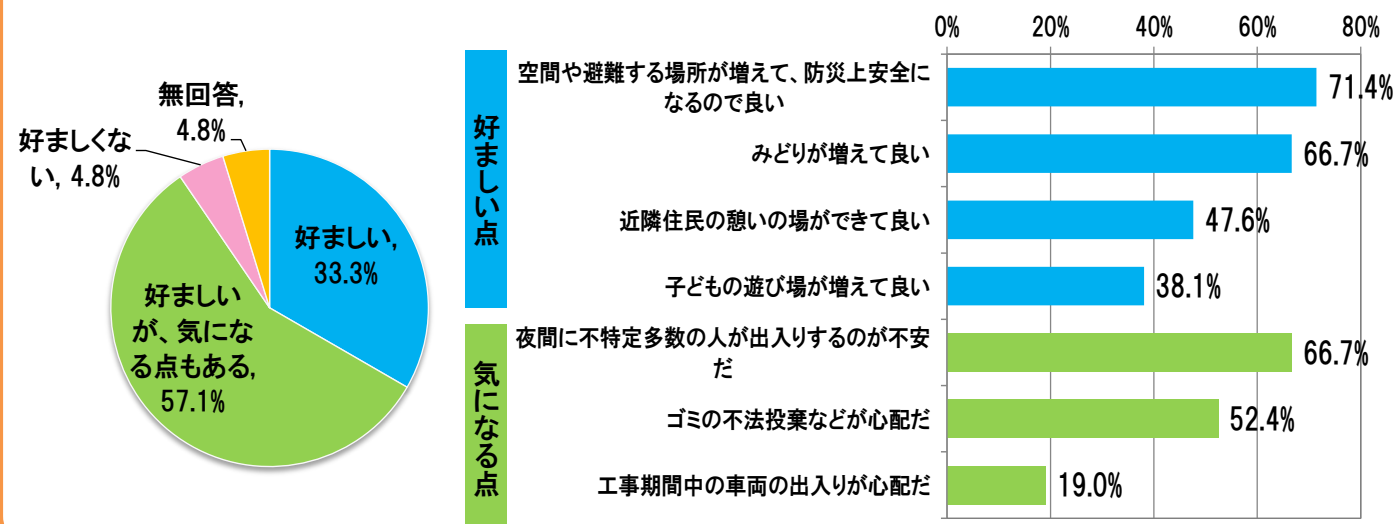 無回答,
4.8%
好ましくな
い, 4.8%
好ましい,
33.3%
好ましい
が、気にな
る点もある,
57.1%
0%
20%
40%
60%
80%
好ましい点
空間や避難する場所が増えて、防災上安全に
なるので良い
71.4%
みどりが増えて良い
66.7%
近隣住民の憩いの場ができて良い
47.6%
子どもの遊び場が増えて良い
38.1%
気になる点
夜間に不特定多数の人が出入りするのが不安
だ
66.7%
ゴミの不法投棄などが心配だ
52.4%
工事期間中の車両の出入りが心配だ
19.0%